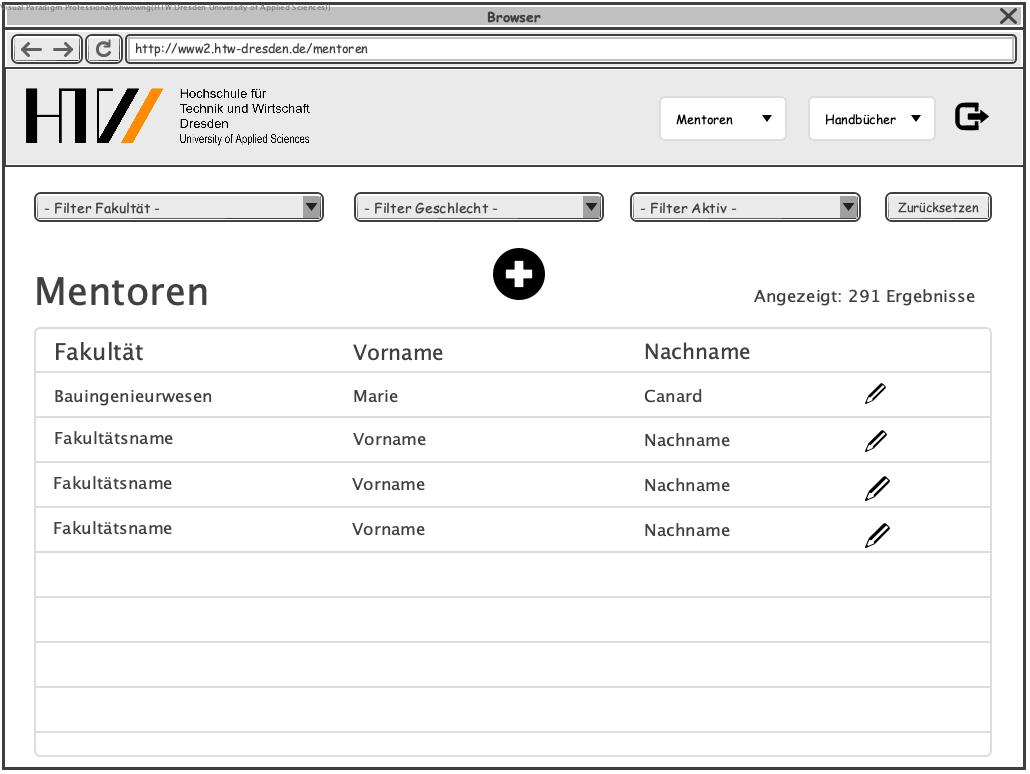 Visual Paradigm Professional(khwowng(HTW Dresden University of Applied Sciences))
Browser
http://www2.htw-dresden.de/mentoren
HTW
Hochschule für
Technik und Wirtschaft
Dresden
University of Applied Sciences
Mentoren
Handbücher
- Filter Fakultät -
- Filter Geschlecht -
- Filter Aktiv -
Zurücksetzen
Mentoren
Angezeigt: 291 Ergebnisse
Fakultät Vorname Nachname
Bauingenieurwesen Marie Canard
Fakultätsname Vorname Nachname
Fakultätsname Vorname Nachname
Fakultätsname Vorname Nachname